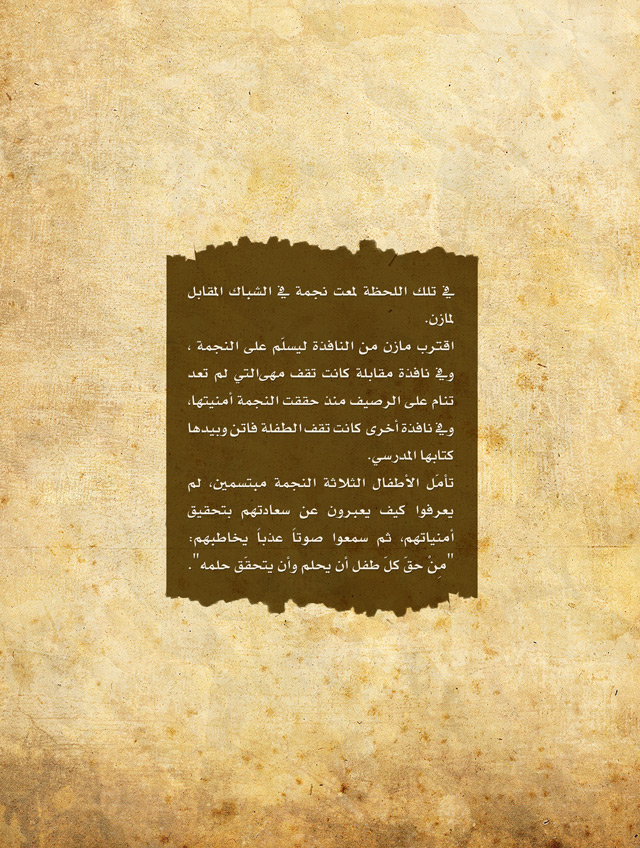 في تلك اللحظة لمعت نجمة في الشباك المقابل
لمازن.
اقترب مازن من النافذة ليسلّم على النجمة ،
وفي نافذة مقابلة كانت تقف مهىالتي لم تعد
تنام على الرصيف منذ حققت النجمة أمنيتها،
وفي نافذة أخرى كانت تقف الطفلة فاتن وبيدها
كتابها المدرسي.
تأمّل الأطفال الثلاثة النجمة مبتسمين، لم
يعرفوا كيف يعبرون عن سعادتهم بتحقيق
أمنياتهم، ثم سمعوا صوتاً عذباً يخاطبهم:
"مِنْ حقّ كلّ طفل أن يحلم وأن يتحقّق حلمه".